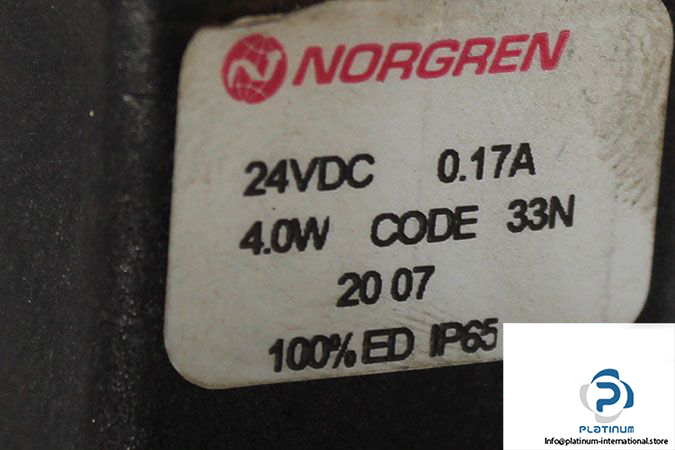 NORGREN
24VDC 0.17A
4.0W CODE 33N
20 07
100% ED IP65
PLATINUM
Info@platinum-international.store